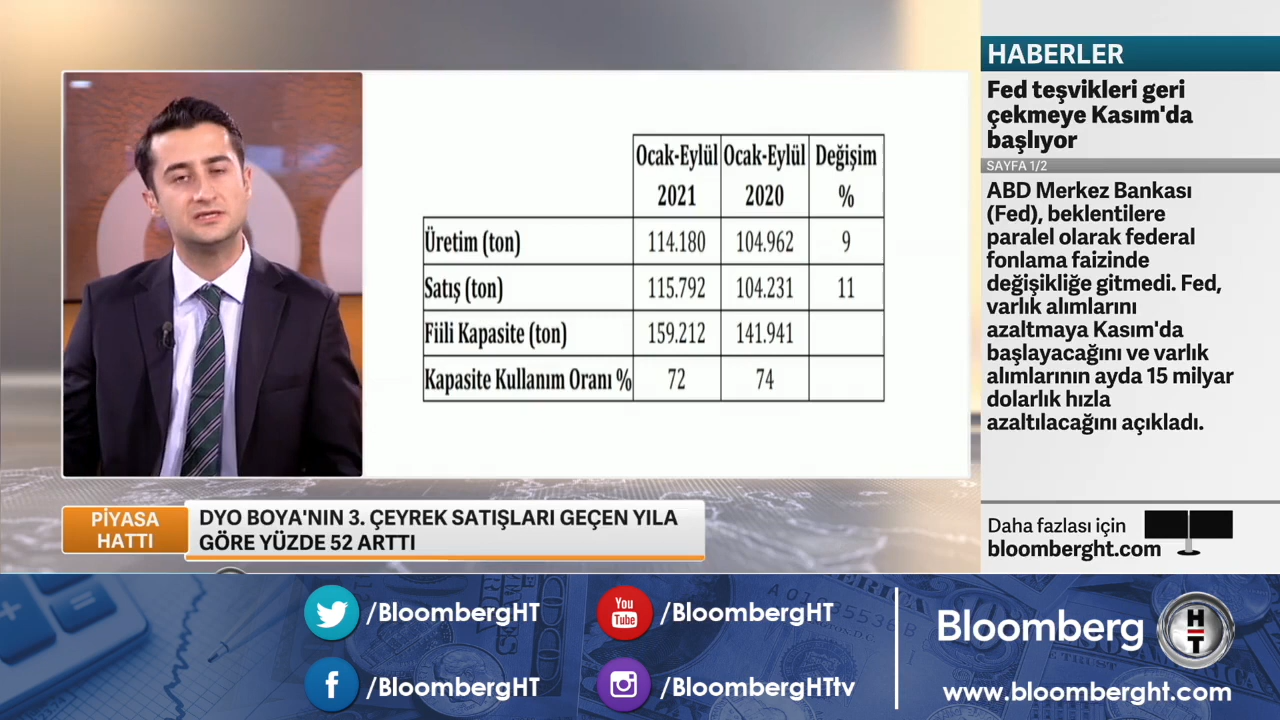 Ocak-Eylül Ocak-Eylül Değişim
2021 2020 %
Üretim (ton) 114.180 104.962 9
Satış (ton) 115.792 104.231 11
Fiili Kapasite (ton) 159.212 141.941
Kapasite Kullanım Oranı % 72 74
PİYASA
HATTI
DYO BOYA'NIN 3. ÇEYREK SATIŞLARI GEÇEN YILA
GÖRE YÜZDE 52 ARTTI
HABERLER
Fed teşvikleri geri
çekmeye Kasım'da
başlıyor
SAYFA 1/2
ABD Merkez Bankası
(Fed), beklentilere
paralel olarak federal
fonlama faizinde
değişikliğe gitmedi. Fed,
varlık alımlarını
azaltmaya Kasım'da
başlayacağını ve varlık
alımlarının ayda 15 milyar
dolarlık hızla
azaltılacağını açıkladı.
Daha fazlası için
bloomberght.com
/BloombergHT
You
Tube
/BloombergHT
/BloombergHT
/BloombergHTtv
Bloomberg HT
www.bloomberght.com